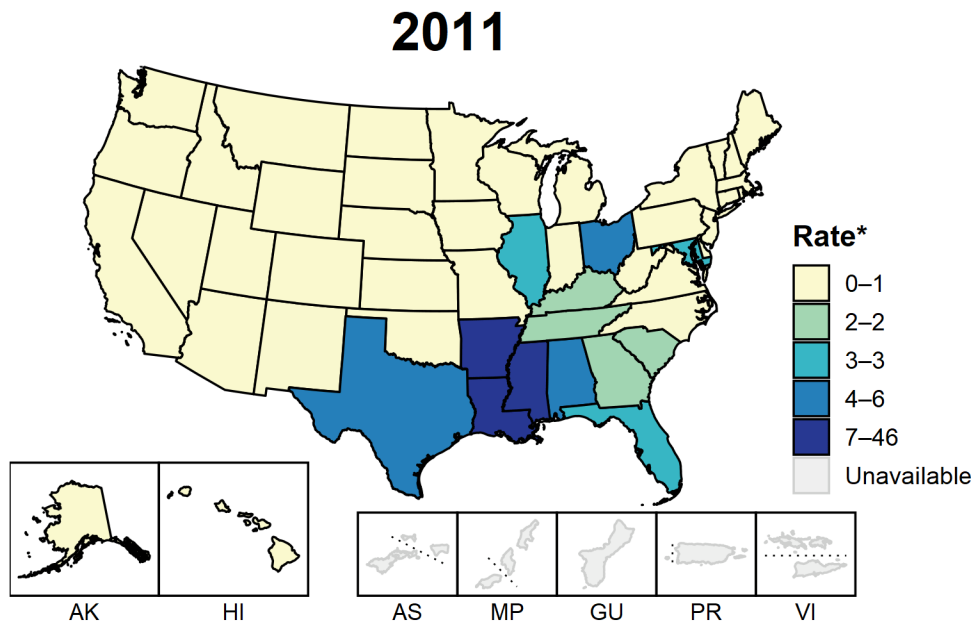 2011
Rate*
0–1
2–2
3–3
4–6
7–46
Unavailable
AK
HI
AS
MP
GU
PR
VI